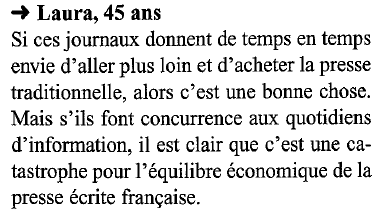 ➜ Laura, 45 ans
Si ces journaux donnent de temps en temps
envie d'aller plus loin et d'acheter la presse
traditionnelle, alors c'est une bonne chose.
Mais s'ils font concurrence aux quotidiens
d'information, il est clair que c'est une ca-
tastrophe pour l'équilibre économique de la
presse écrite française.